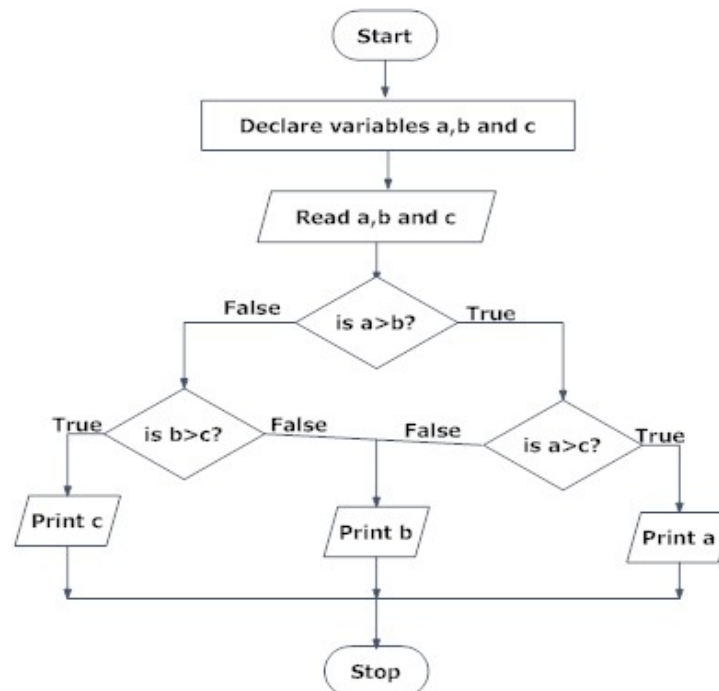 Start
Declare variables a,b and c
Read a,b and c
False
is a>b?
True
True
is b>c?
False
False
is a>c?
True
Print c
Print b
Print a
Stop